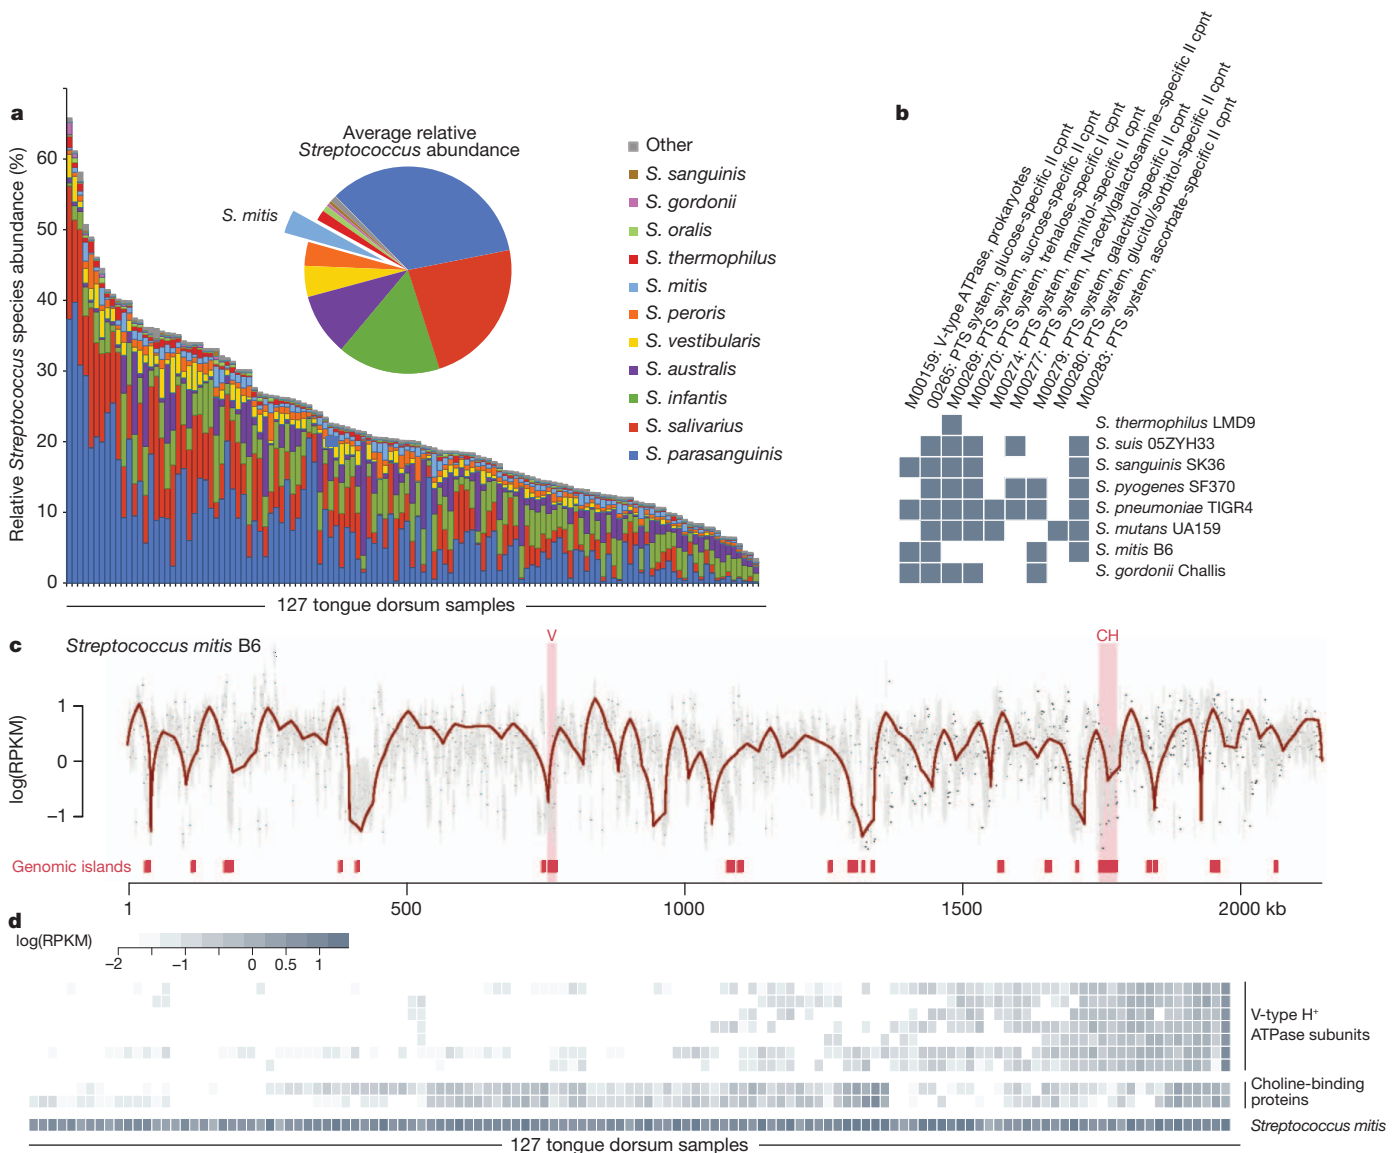 a
Relative Streptococcus species abundance (%)
60
50
40
30
20
10
0
127 tongue dorsum samples
Average relative
Streptococcus abundance
S. mitis
Other
S. sanguinis
S. gordonii
S. oralis
S. thermophilus
S. mitis
S. peroris
S. vestibularis
S. australis
S. infantis
S. salivarius
S. parasanguinis
b
M00159: V-type ATPase, prokaryotes
00265: PTS system, glucose-specific II cpnt
M00269: PTS system, sucrose-specific II cpnt
M00270: PTS system, trehalose-specific II cpnt
M00274: PTS system, mannitol-specific II cpnt
M00277: PTS system, N-acetylgalactosamine–specific II cpnt
M00279: PTS system, galactitol-specific II cpnt
M00280: PTS system, glucitol/sorbitol-specific II cpnt
M00283: PTS system, ascorbate-specific II cpnt
S. thermophilus LMD9
S. suis 05ZYH33
S. sanguinis SK36
S. pyogenes SF370
S. pneumoniae TIGR4
S. mutans UA159
S. mitis B6
S. gordonii Challis
c
Streptococcus mitis B6
V
CH
log(RPKM)
1
0
−1
Genomic islands
1
500
1000
1500
2000 kb
d
log(RPKM)
−2
−1
0
0.5
1
V-type H+
ATPase subunits
Choline-binding
proteins
Streptococcus mitis
127 tongue dorsum samples